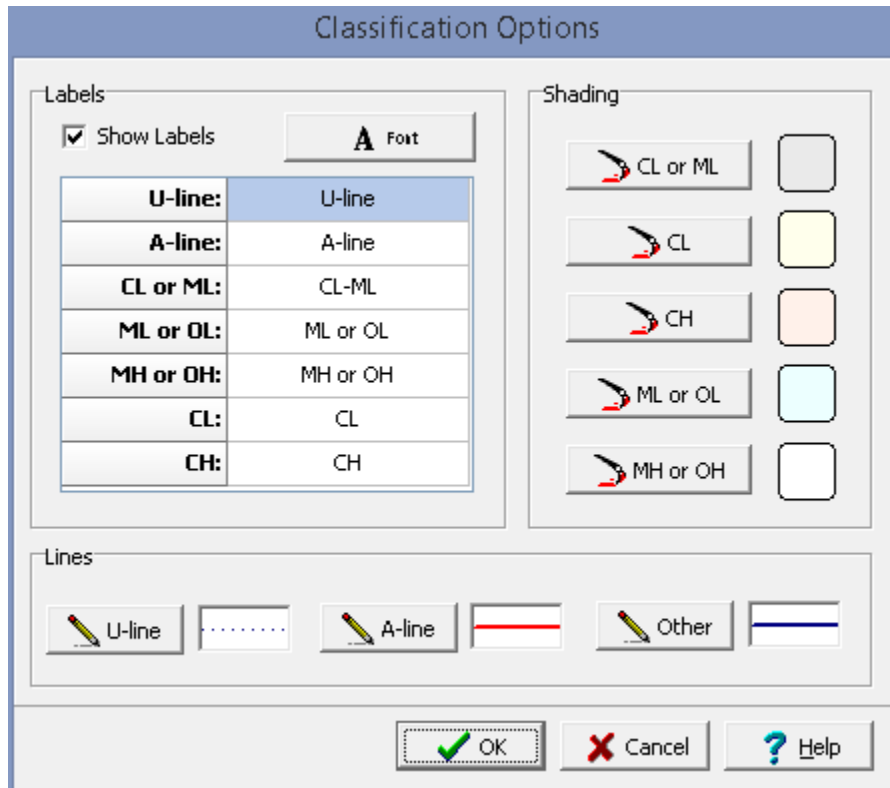 Classification Options
Labels
Show Labels
A Font
U-line: U-line
A-line: A-line
CL or ML: CL-ML
ML or OL: ML or OL
MH or OH: MH or OH
CL: CL
CH: CH
Shading
CL or ML
CL
CH
ML or OL
MH or OH
Lines
U-line
A-line
Other
OK
Cancel
Help